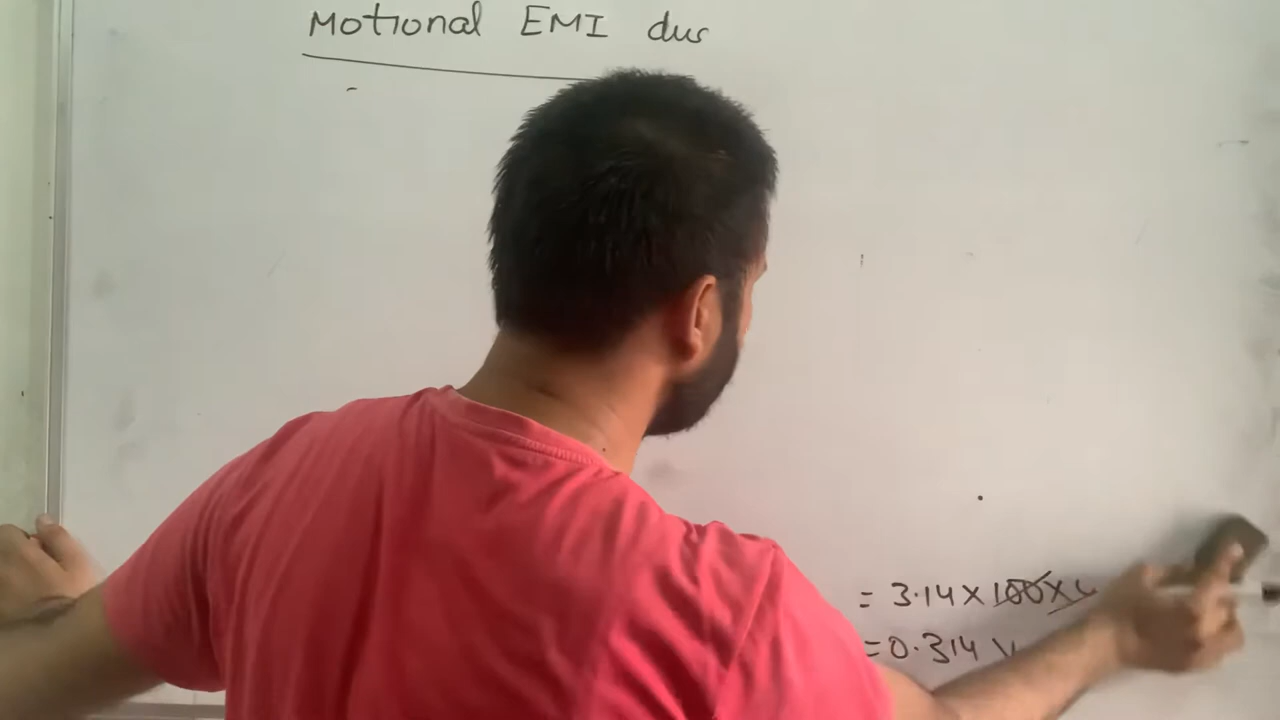 Motional EMI due
= 3.14 × 100 ×
= 0.314 V